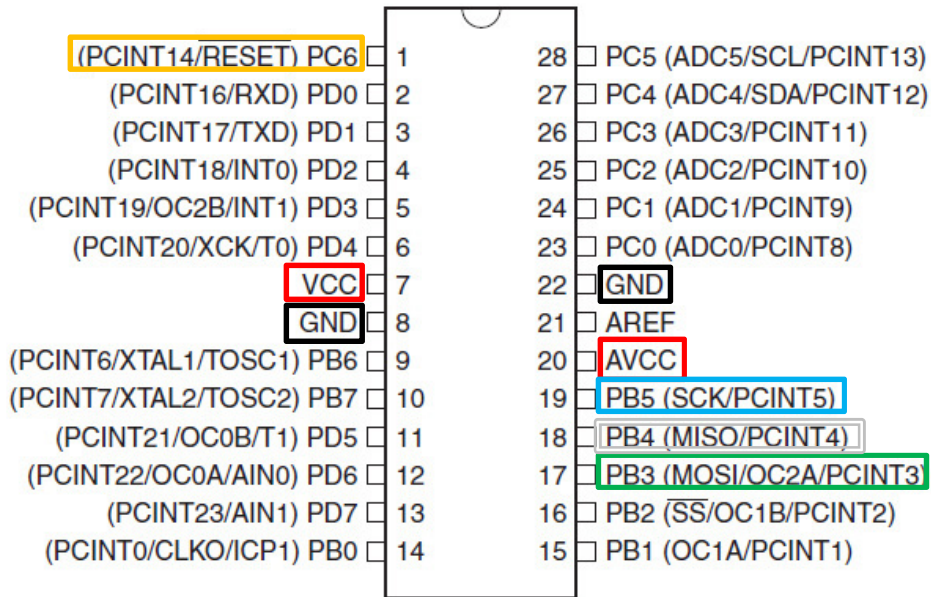 (PCINT14/RESET) PC6 1 28 PC5 (ADC5/SCL/PCINT13)
(PCINT16/RXD) PD0 2 27 PC4 (ADC4/SDA/PCINT12)
(PCINT17/TXD) PD1 3 26 PC3 (ADC3/PCINT11)
(PCINT18/INT0) PD2 4 25 PC2 (ADC2/PCINT10)
(PCINT19/OC2B/INT1) PD3 5 24 PC1 (ADC1/PCINT9)
(PCINT20/XCK/T0) PD4 6 23 PC0 (ADC0/PCINT8)
VCC 7 22 GND
GND 8 21 AREF
(PCINT6/XTAL1/TOSC1) PB6 9 20 AVCC
(PCINT7/XTAL2/TOSC2) PB7 10 19 PB5 (SCK/PCINT5)
(PCINT21/OC0B/T1) PD5 11 18 PB4 (MISO/PCINT4)
(PCINT22/OC0A/AIN0) PD6 12 17 PB3 (MOSI/OC2A/PCINT3)
(PCINT23/AIN1) PD7 13 16 PB2 (SS/OC1B/PCINT2)
(PCINT0/CLKO/ICP1) PB0 14 15 PB1 (OC1A/PCINT1)